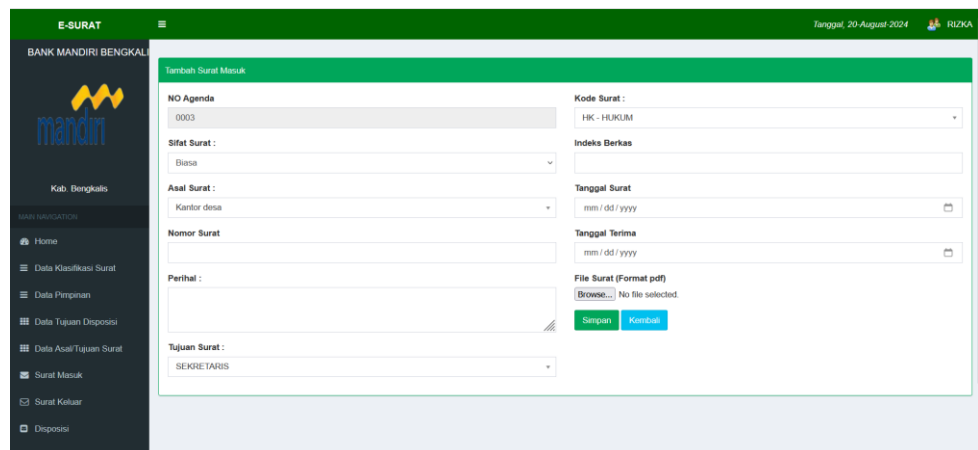 E-SURAT
Tanggal, 20-August-2024 RIZKA
BANK MANDIRI BENGKALI
mandiri
Kab. Bengkalis
MAIN NAVIGATION
Home
Data Klasifikasi Surat
Data Pimpinan
Data Tujuan Disposisi
Data Asal/Tujuan Surat
Surat Masuk
Surat Keluar
Disposisi
Tambah Surat Masuk
NO Agenda
0003
Sifat Surat :
Biasa
Asal Surat :
Kantor desa
Nomor Surat
Perihal :
Tujuan Surat :
SEKRETARIS
Kode Surat :
HK - HUKUM
Indeks Berkas
Tanggal Surat
mm / dd / yyyy
Tanggal Terima
mm / dd / yyyy
File Surat (Format pdf)
Browse... No file selected.
Simpan Kembali